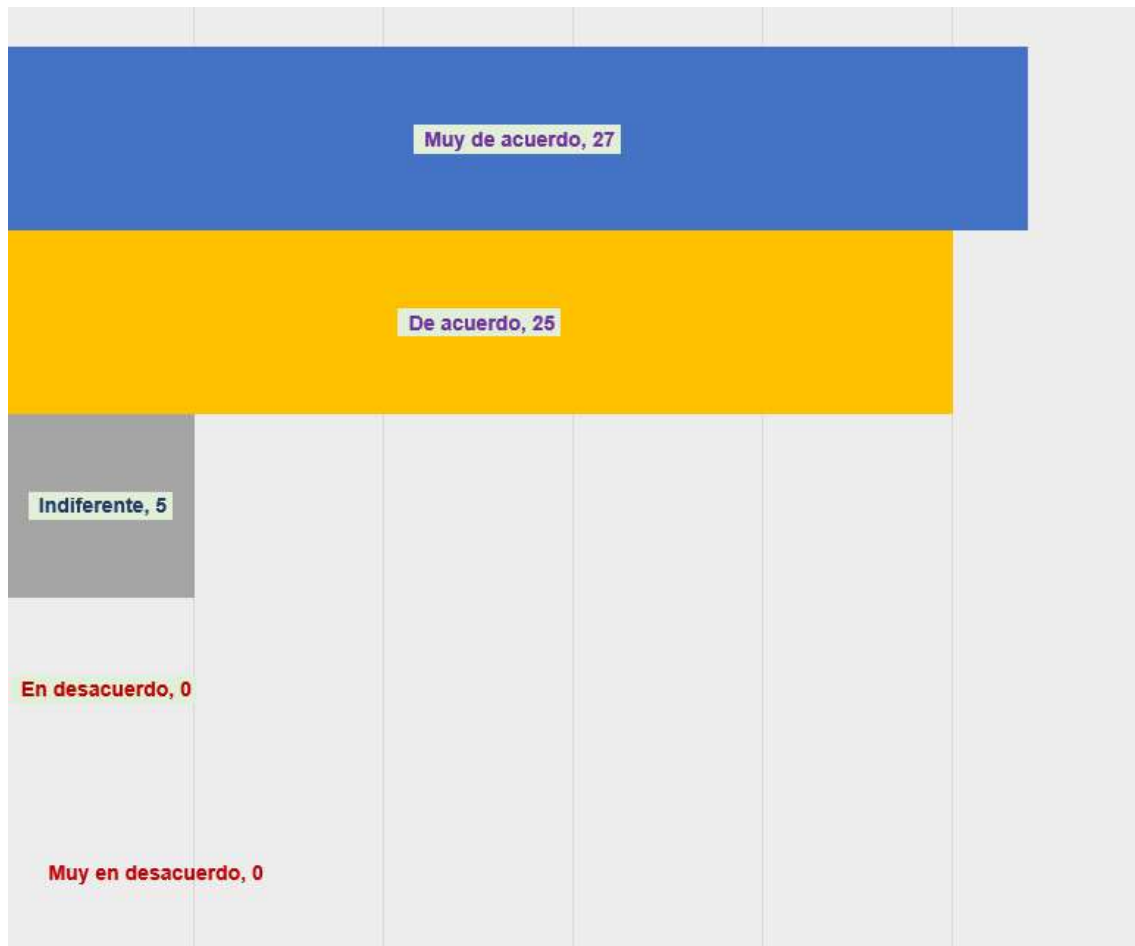 Muy de acuerdo, 27
De acuerdo, 25
Indiferente, 5
En desacuerdo, 0
Muy en desacuerdo, 0